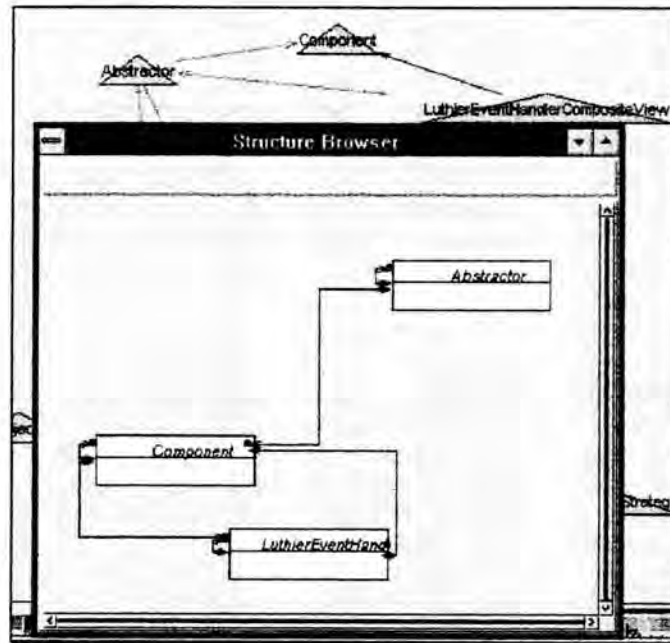 Component
Abstractor
LuthierEventHandlerCompositeView
Structure Browser
Abstractor
Component
Strateg
LuthierEventHand